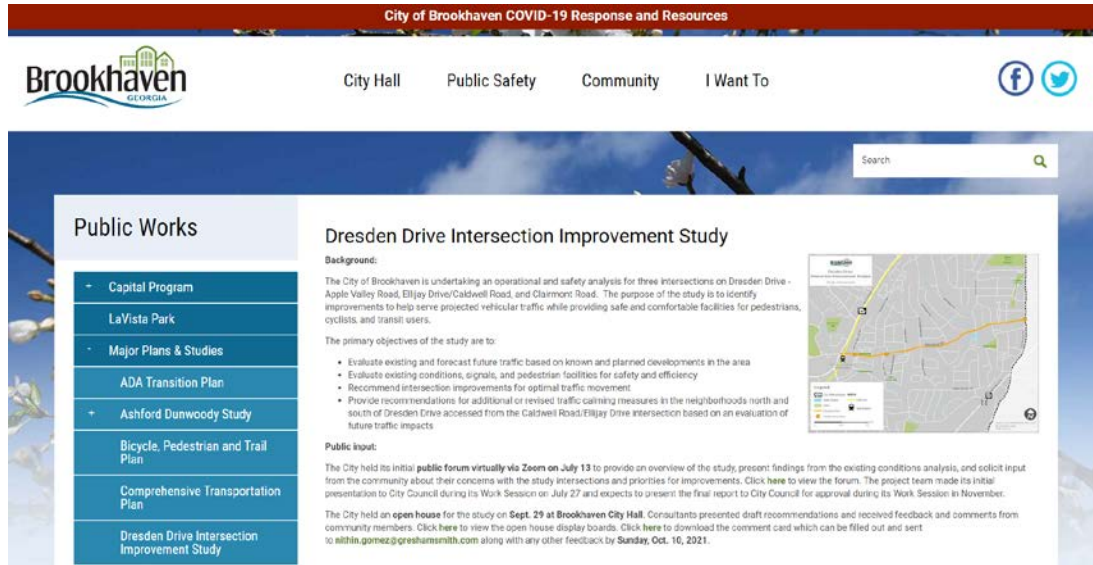 City of Brookhaven COVID-19 Response and Resources
Brookhaven
GEORGIA
City Hall
Public Safety
Community
I Want To
Search
Public Works
+ Capital Program
LaVista Park
- Major Plans & Studies
ADA Transition Plan
+ Ashford Dunwoody Study
Bicycle, Pedestrian and Trail
Plan
Comprehensive Transportation
Plan
Dresden Drive Intersection
Improvement Study
Dresden Drive Intersection Improvement Study
Background:
The City of Brookhaven is undertaking an operational and safety analysis for three intersections on Dresden Drive -
Apple Valley Road, Ellijay Drive/Caldwell Road, and Clairmont Road. The purpose of the study is to identify
improvements to help serve projected vehicular traffic while providing safe and comfortable facilities for pedestrians,
cyclists, and transit users.
The primary objectives of the study are to:
• Evaluate existing and forecast future traffic based on known and planned developments in the area
• Evaluate existing conditions, signals, and pedestrian facilities for safety and efficiency
• Recommend intersection improvements for optimal traffic movement
• Provide recommendations for additional or revised traffic calming measures in the neighborhoods north and
south of Dresden Drive accessed from the Caldwell Road/Ellijay Drive intersection based on an evaluation of
future traffic impacts
Public input:
The City held its initial public forum virtually via Zoom on July 13 to provide an overview of the study, present findings from the existing conditions analysis, and solicit input
from the community about their concerns with the study intersections and priorities for improvements. Click here to view the forum. The project team made its initial
presentation to City Council during its Work Session on July 27 and expects to present the final report to City Council for approval during its Work Session in November.
The City held an open house for the study on Sept. 29 at Brookhaven City Hall. Consultants presented draft recommendations and received feedback and comments from
community members. Click here to view the open house display boards. Click here to download the comment card which can be filled out and sent
to nithin.gomez@greshamsmith.com along with any other feedback by Sunday, Oct. 10, 2021.